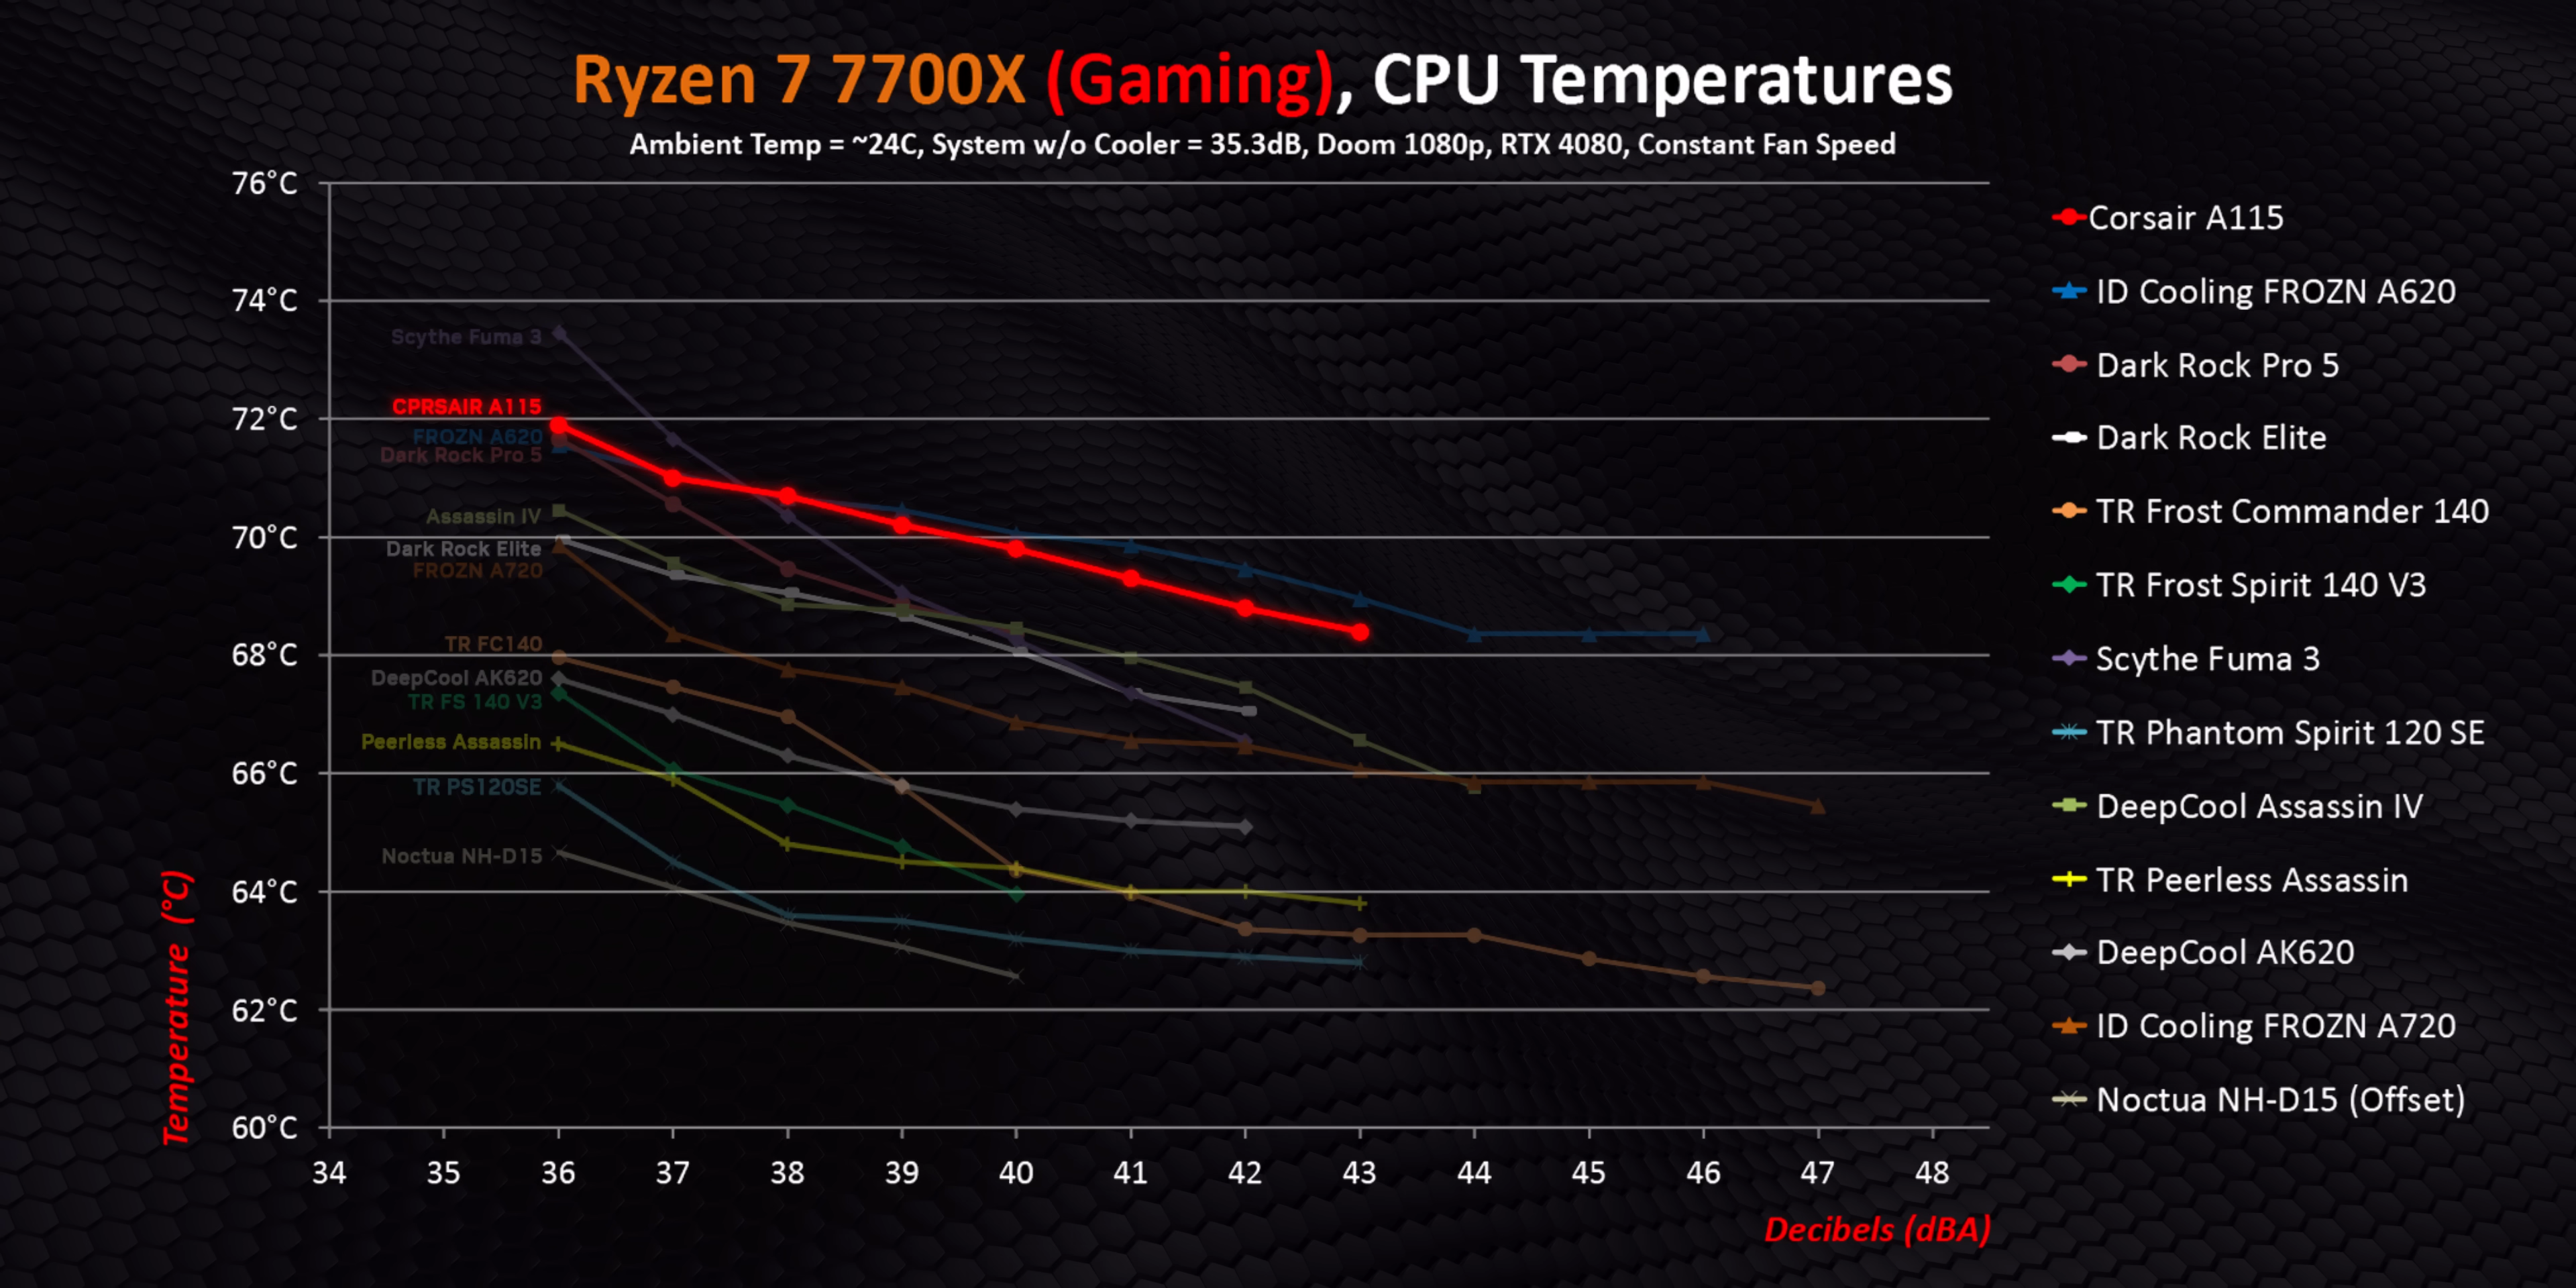 Ryzen 7 7700X (Gaming), CPU Temperatures
Ambient Temp = ~24C, System w/o Cooler = 35.3dB, Doom 1080p, RTX 4080, Constant Fan Speed
76°C
74°C
72°C
70°C
68°C
66°C
64°C
62°C
60°C
Temperature (°C)
Scythe Fuma 3
CPRSAIR A115
FROZN A620
Dark Rock Pro 5
Assassin IV
Dark Rock Elite
FROZN A720
TR FC140
DeepCool AK620
TR FS 140 V3
Peerless Assassin
TR PS120SE
Noctua NH-D15
34 35 36 37 38 39 40 41 42 43 44 45 46 47 48
Decibels (dBA)
Corsair A115
ID Cooling FROZN A620
Dark Rock Pro 5
Dark Rock Elite
TR Frost Commander 140
TR Frost Spirit 140 V3
Scythe Fuma 3
TR Phantom Spirit 120 SE
DeepCool Assassin IV
TR Peerless Assassin
DeepCool AK620
ID Cooling FROZN A720
Noctua NH-D15 (Offset)